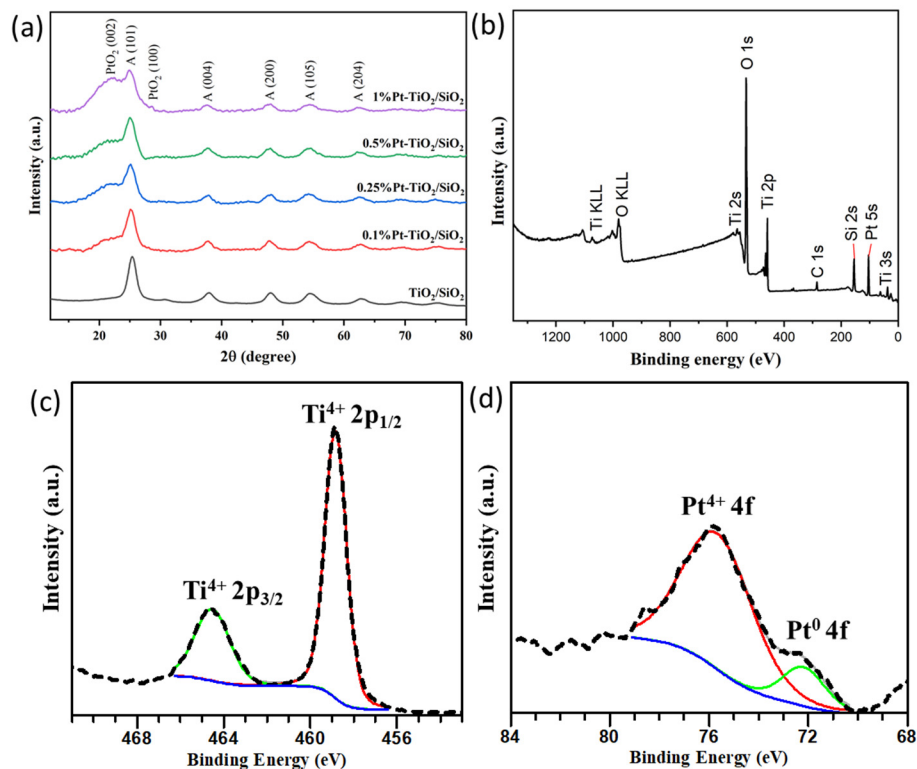 (a)
PtO₂ (002)
A (101)
PtO₂ (100)
A (004)
A (200)
A (105)
A (204)
1%Pt-TiO₂/SiO₂
0.5%Pt-TiO₂/SiO₂
0.25%Pt-TiO₂/SiO₂
0.1%Pt-TiO₂/SiO₂
TiO₂/SiO₂
Intensity (a.u.)
20 30 40 50 60 70 80
2θ (degree)
(b)
Ti KLL
O KLL
Ti 2s
O 1s
Ti 2p
C 1s
Si 2s
Pt 5s
Ti 3s
Intensity (a.u.)
1200 1000 800 600 400 200 0
Binding energy (eV)
(c)
Ti⁴⁺ 2p₁/₂
Ti⁴⁺ 2p₃/₂
Intensity (a.u.)
468 464 460 456
Binding Energy (eV)
(d)
Pt⁴⁺ 4f
Pt⁰ 4f
Intensity (a.u.)
84 80 76 72 68
Binding Energy (eV)